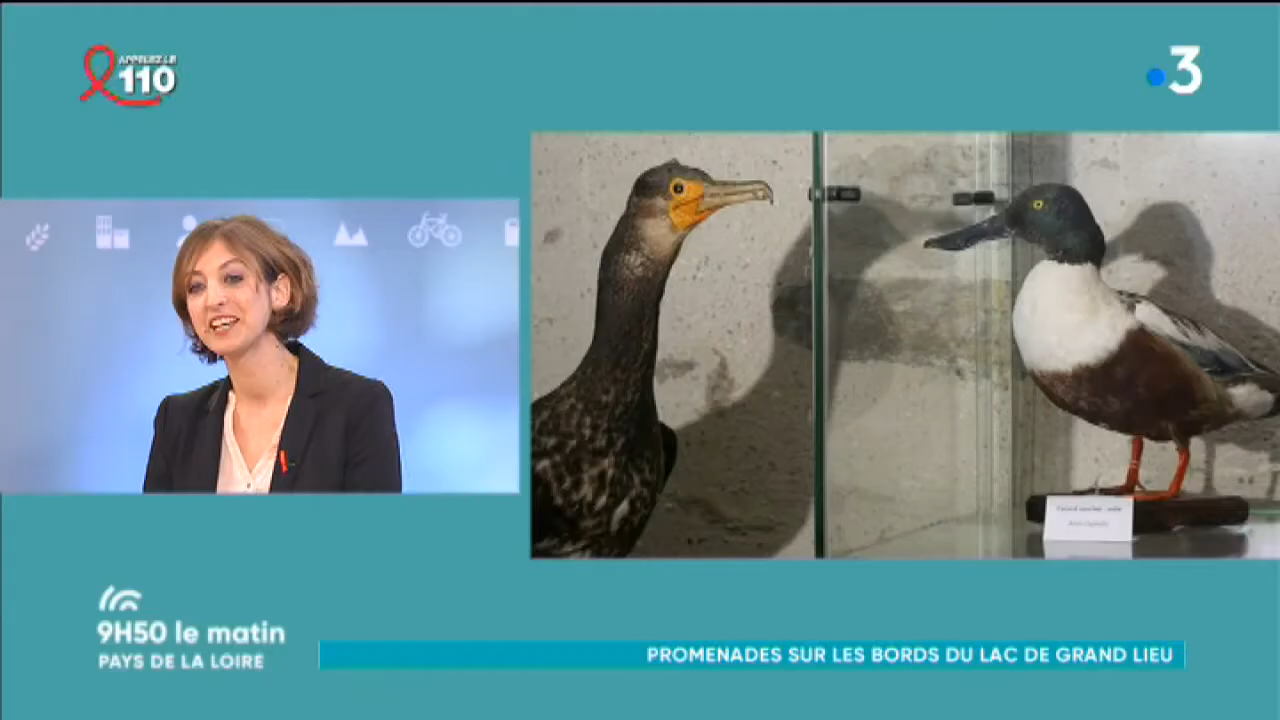 APPELEZ LE
110
3
9H50 le matin
PAYS DE LA LOIRE
PROMENADES SUR LES BORDS DU LAC DE GRAND LIEU